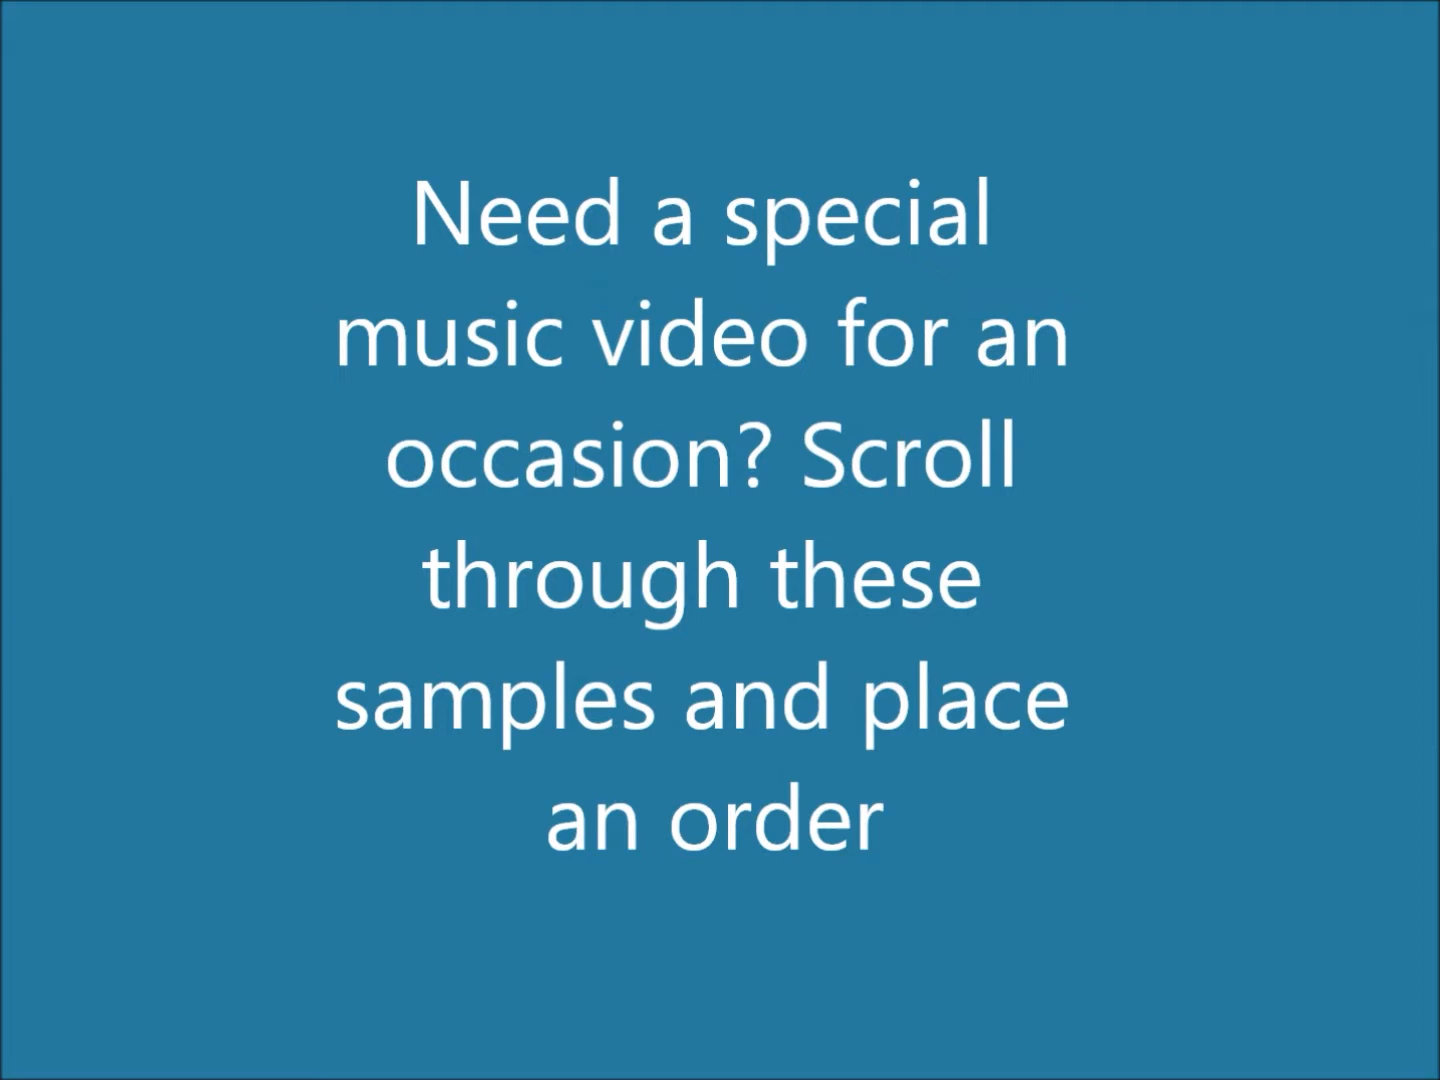 Need a special
music video for an
occasion? Scroll
through these
samples and place
an order